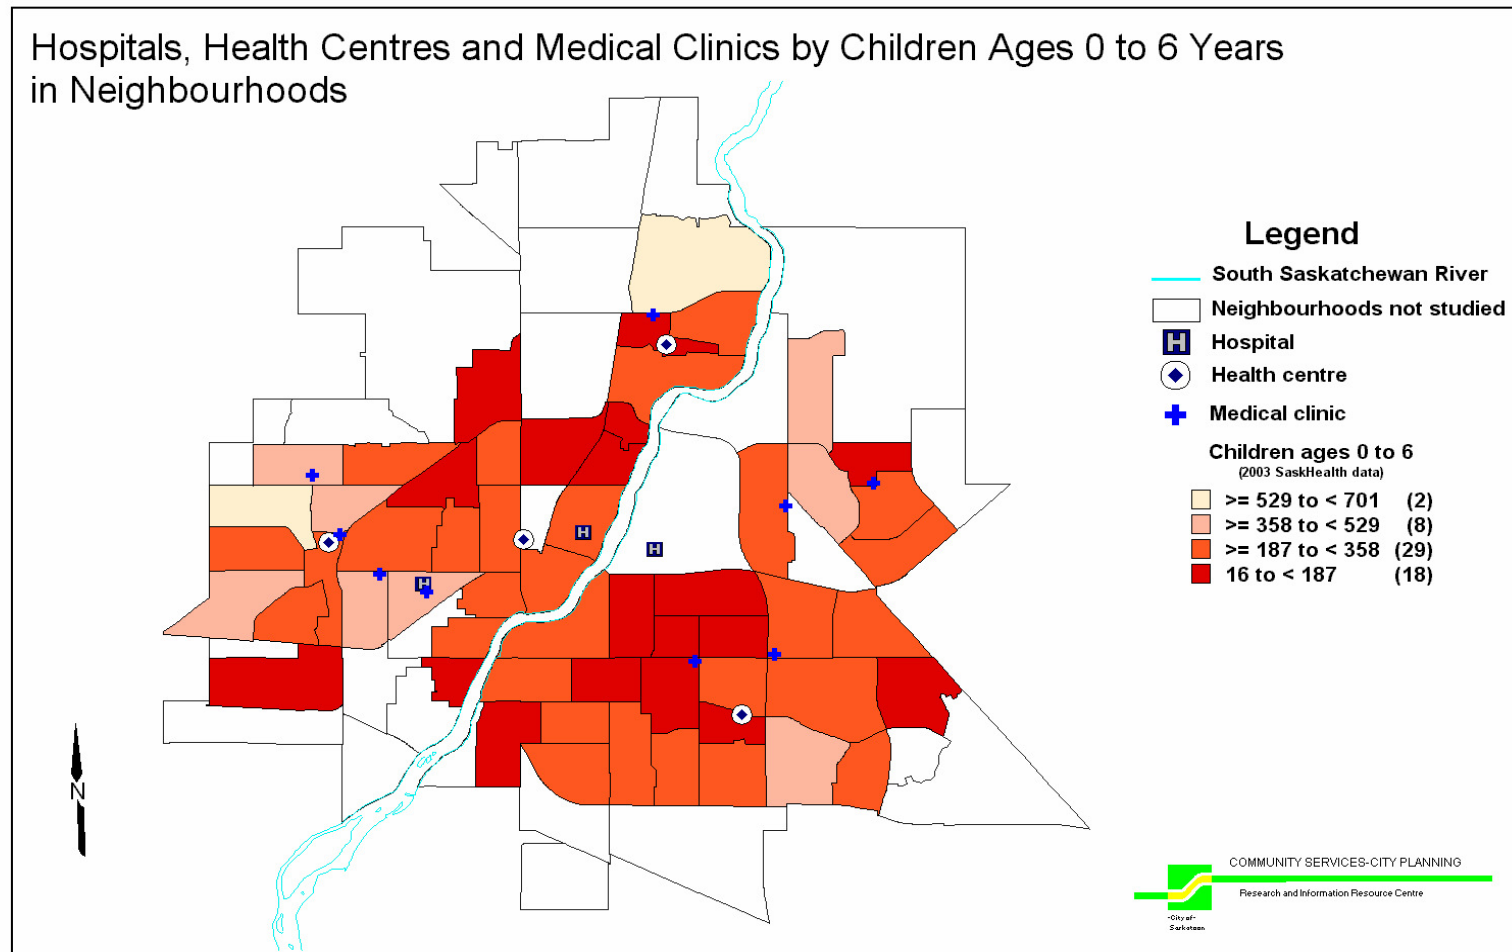 Hospitals, Health Centres and Medical Clinics by Children Ages 0 to 6 Years
in Neighbourhoods
Legend
South Saskatchewan River
Neighbourhoods not studied
H Hospital
Health centre
Medical clinic
Children ages 0 to 6
(2003 SaskHealth data)
>= 529 to < 701 (2)
>= 358 to < 529 (8)
>= 187 to < 358 (29)
16 to < 187 (18)
H
H
H
N
COMMUNITY SERVICES-CITY PLANNING
Research and Information Resource Centre
-City of-
Saskatoon